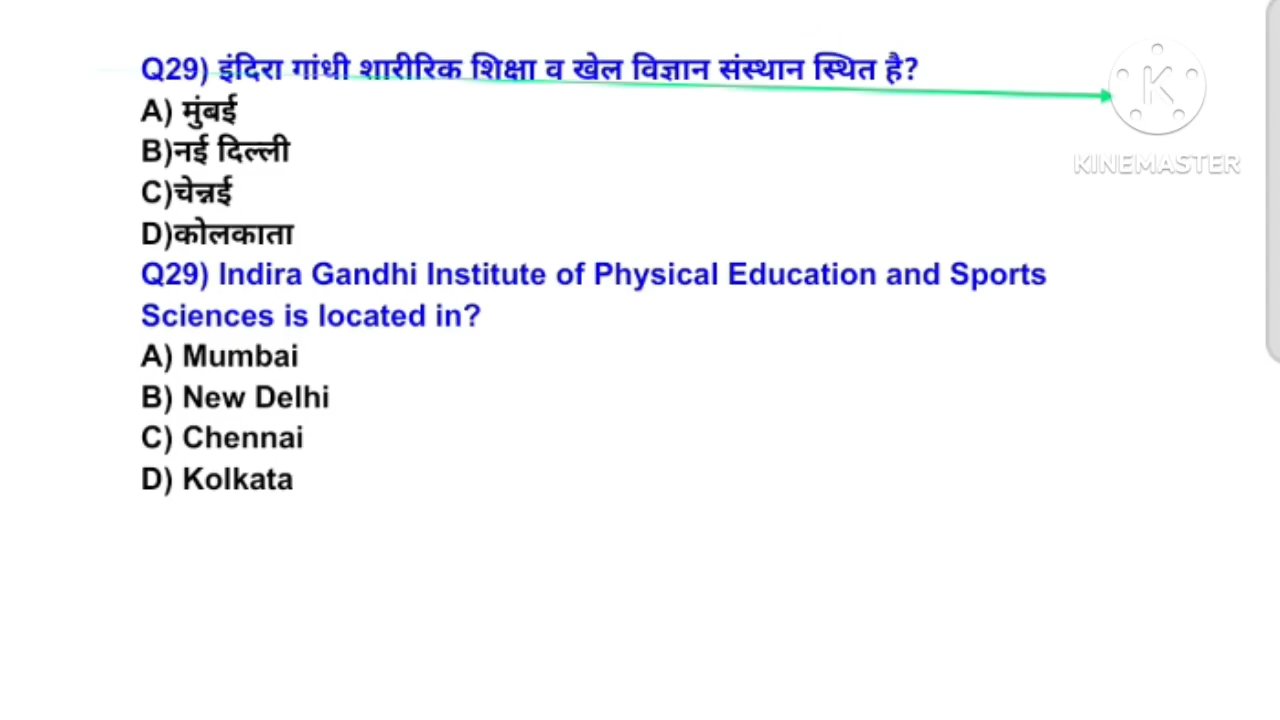 Q29) इंदिरा गांधी शारीरिक शिक्षा व खेल विज्ञान संस्थान स्थित है?
A) मुंबई
B)नई दिल्ली
C)चेन्नई
D)कोलकाता
Q29) Indira Gandhi Institute of Physical Education and Sports
Sciences is located in?
A) Mumbai
B) New Delhi
C) Chennai
D) Kolkata
K
KINEMASTER